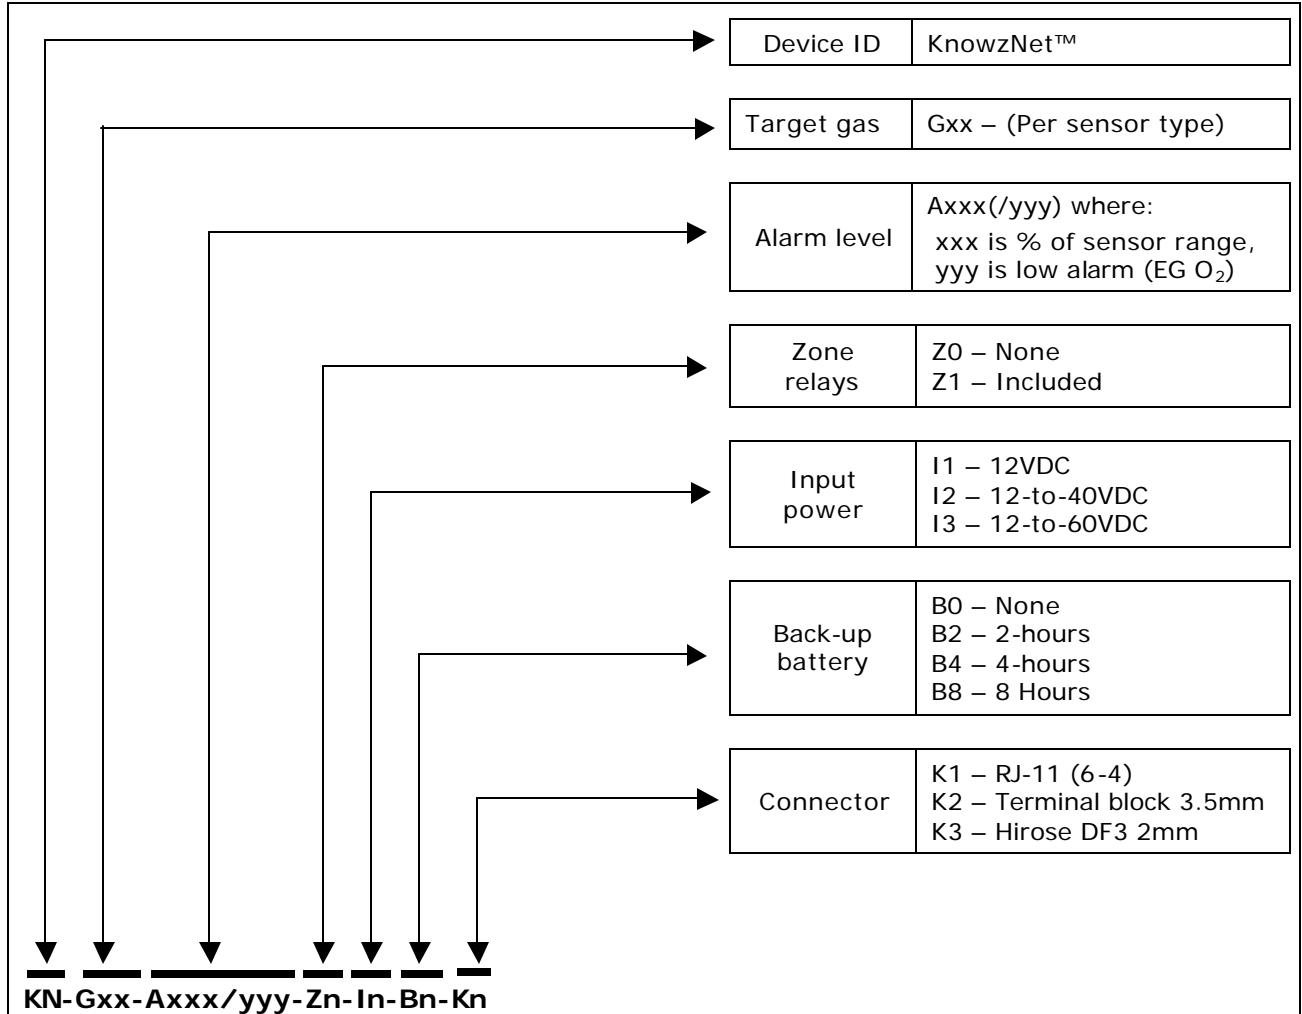 Device ID
KnowzNet™
Target gas
Gxx – (Per sensor type)
Alarm level
Axxx(/yyy) where:
xxx is % of sensor range,
yyy is low alarm (EG O₂)
Zone
relays
Z0 – None
Z1 – Included
Input
power
I1 – 12VDC
I2 – 12-to-40VDC
I3 – 12-to-60VDC
Back-up
battery
B0 – None
B2 – 2-hours
B4 – 4-hours
B8 – 8 Hours
Connector
K1 – RJ-11 (6-4)
K2 – Terminal block 3.5mm
K3 – Hirose DF3 2mm
KN-Gxx-Axxx/yyy-Zn-In-Bn-Kn